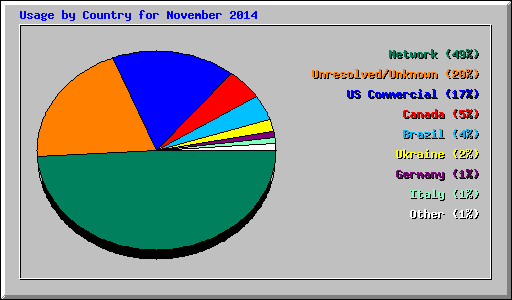 Usage by Country for November 2014
Network (49%)
Unresolved/Unknown (20%)
US Commercial (17%)
Canada (5%)
Brazil (4%)
Ukraine (2%)
Germany (1%)
Italy (1%)
Other (1%)